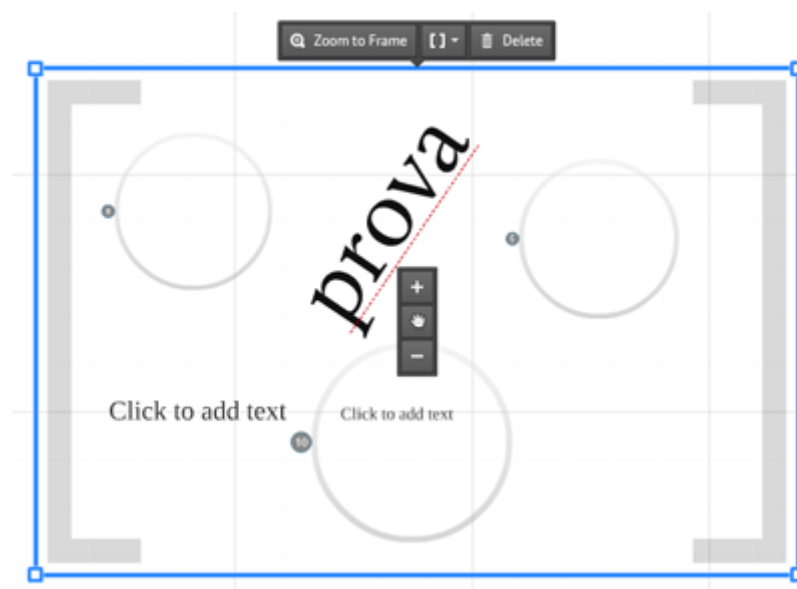 Zoom to Frame [ ] Delete
prova
Click to add text
Click to add text
10